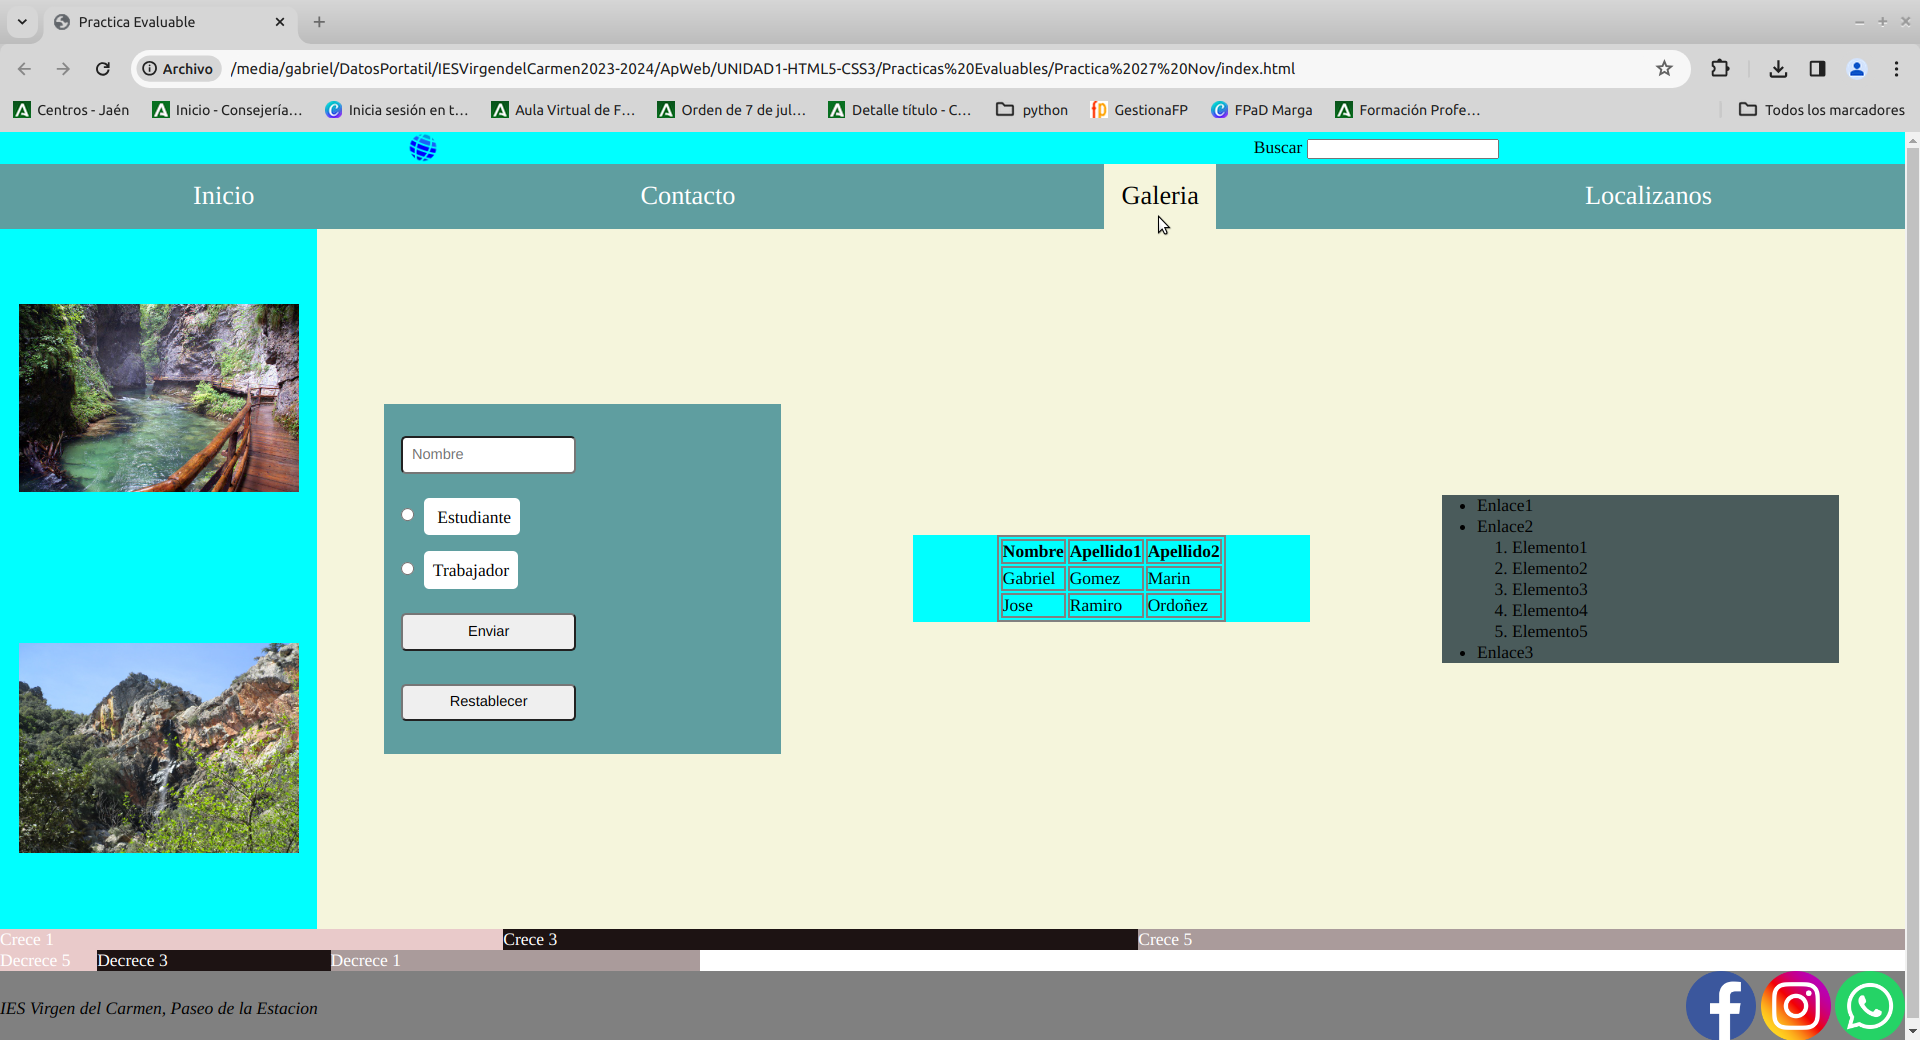 Practica Evaluable
Archivo /media/gabriel/DatosPortatil/IESVirgendelCarmen2023-2024/ApWeb/UNIDAD1-HTML5-CSS3/Practicas%20Evaluables/Practica%2027%20Nov/index.html
Centros - Jaén Inicio - Consejería... Inicia sesión en t... Aula Virtual de F... Orden de 7 de jul... Detalle título - C... python GestionaFP FPaD Marga Formación Profe... Todos los marcadores
Buscar
Inicio Contacto Galeria Localizanos
Nombre
Estudiante
Trabajador
Enviar
Restablecer
Nombre Apellido1 Apellido2
Gabriel Gomez Marin
Jose Ramiro Ordoñez
• Enlace1
• Enlace2
1. Elemento1
2. Elemento2
3. Elemento3
4. Elemento4
5. Elemento5
• Enlace3
Crece 1 Crece 3 Crece 5
Decrece 5 Decrece 3 Decrece 1
IES Virgen del Carmen, Paseo de la Estacion